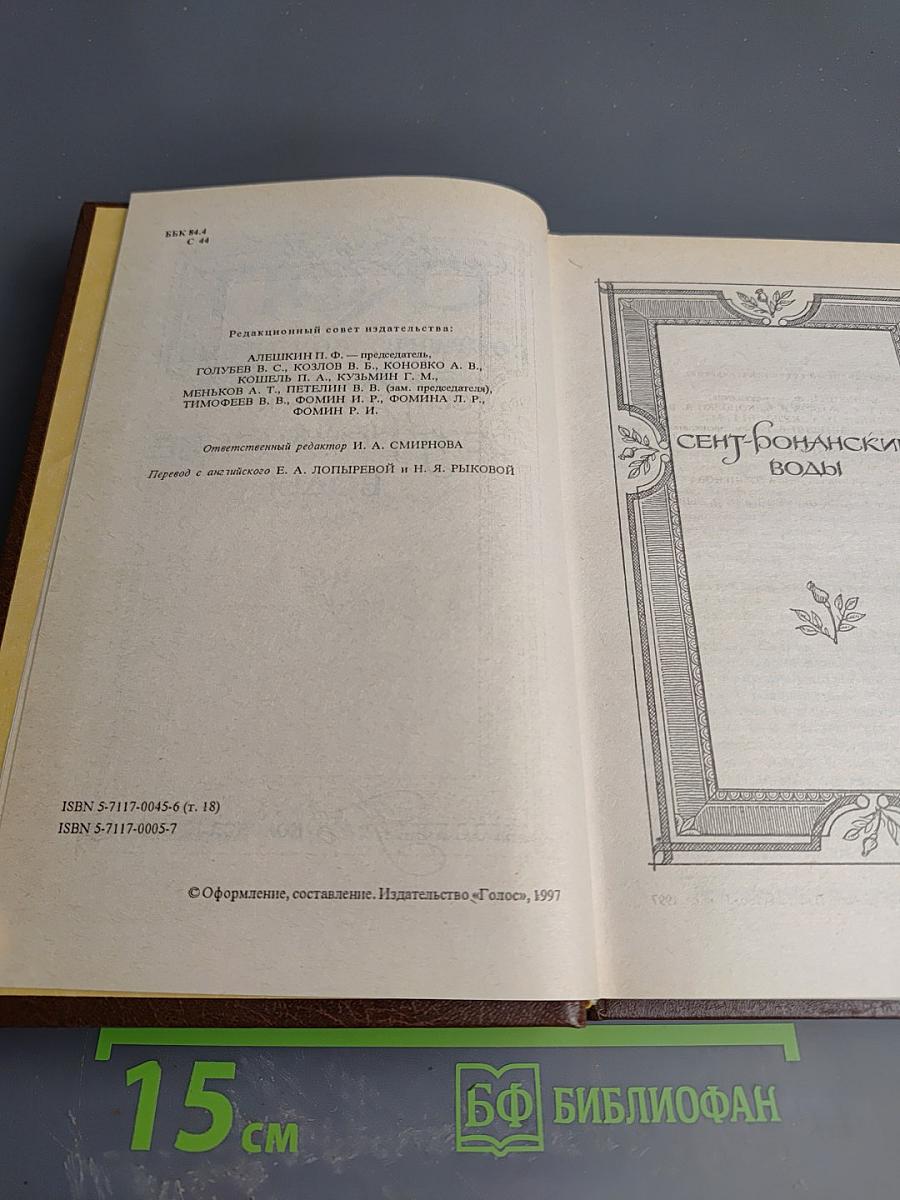 ББК 84.4
С 44
Редакционный совет издательства:
АЛЕШКИН П. Ф. — председатель,
ГОЛУБЕВ В. С., КОЗЛОВ В. Б., КОНОВКО А. В.,
КОШЕЛЬ П. А., КУЗЬМИН Г. М.,
МЕНЬКОВ А. Т., ПЕТЕЛИН В. В. (зам. председателя),
ТИМОФЕЕВ В. В., ФОМИН И. Р., ФОМИНА Л. Р.,
ФОМИН Р. И.
Ответственный редактор И. А. СМИРНОВА
Перевод с английского Е. А. ЛОПЫРЕВОЙ и Н. Я. РЫКОВОЙ
ISBN 5-7117-0045-6 (т. 18)
ISBN 5-7117-0005-7
© Оформление, составление. Издательство «Голос», 1997
СЕНТ-РОНАНСКИ
ВОДЫ
15 см
БФ БИБЛИОФАН